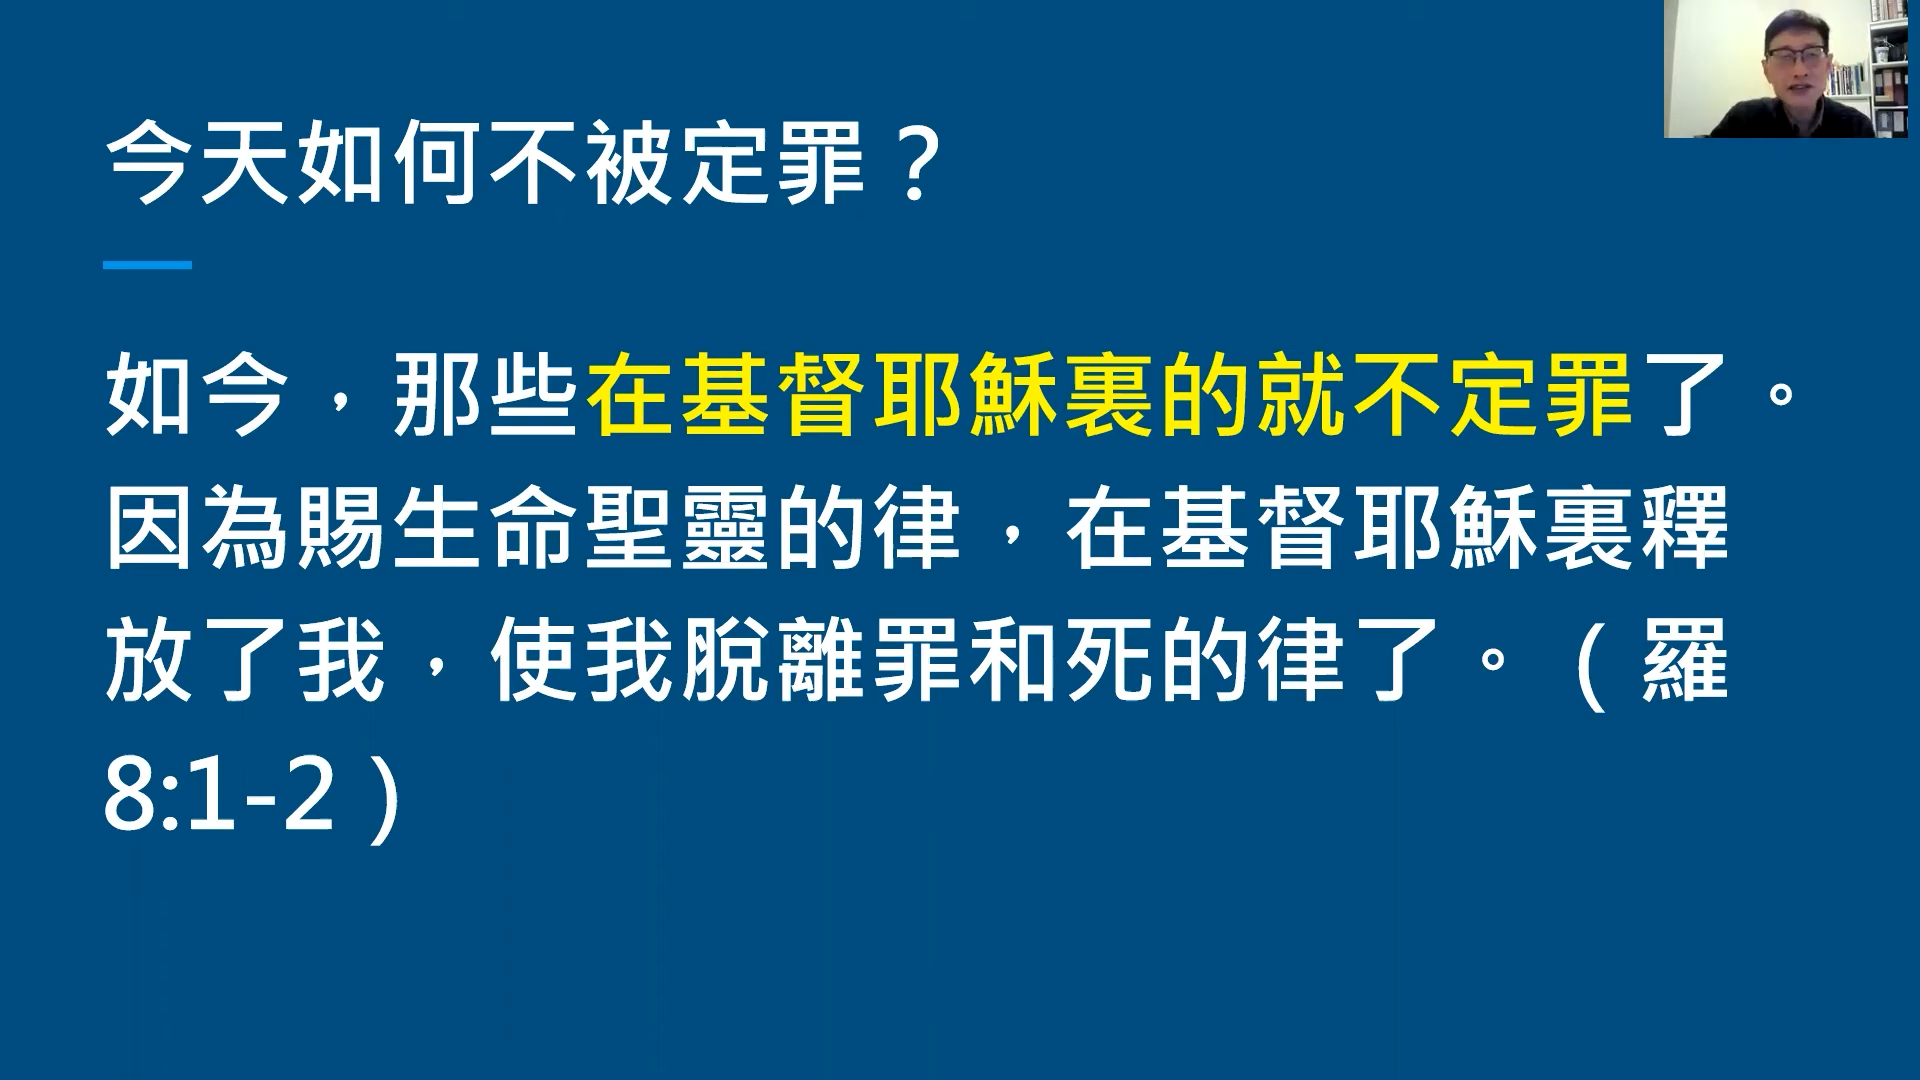 今天如何不被定罪？
如今，那些在基督耶穌裏的就不定罪了。
因為賜生命聖靈的律，在基督耶穌裏釋
放了我，使我脫離罪和死的律了。（羅
8:1-2）